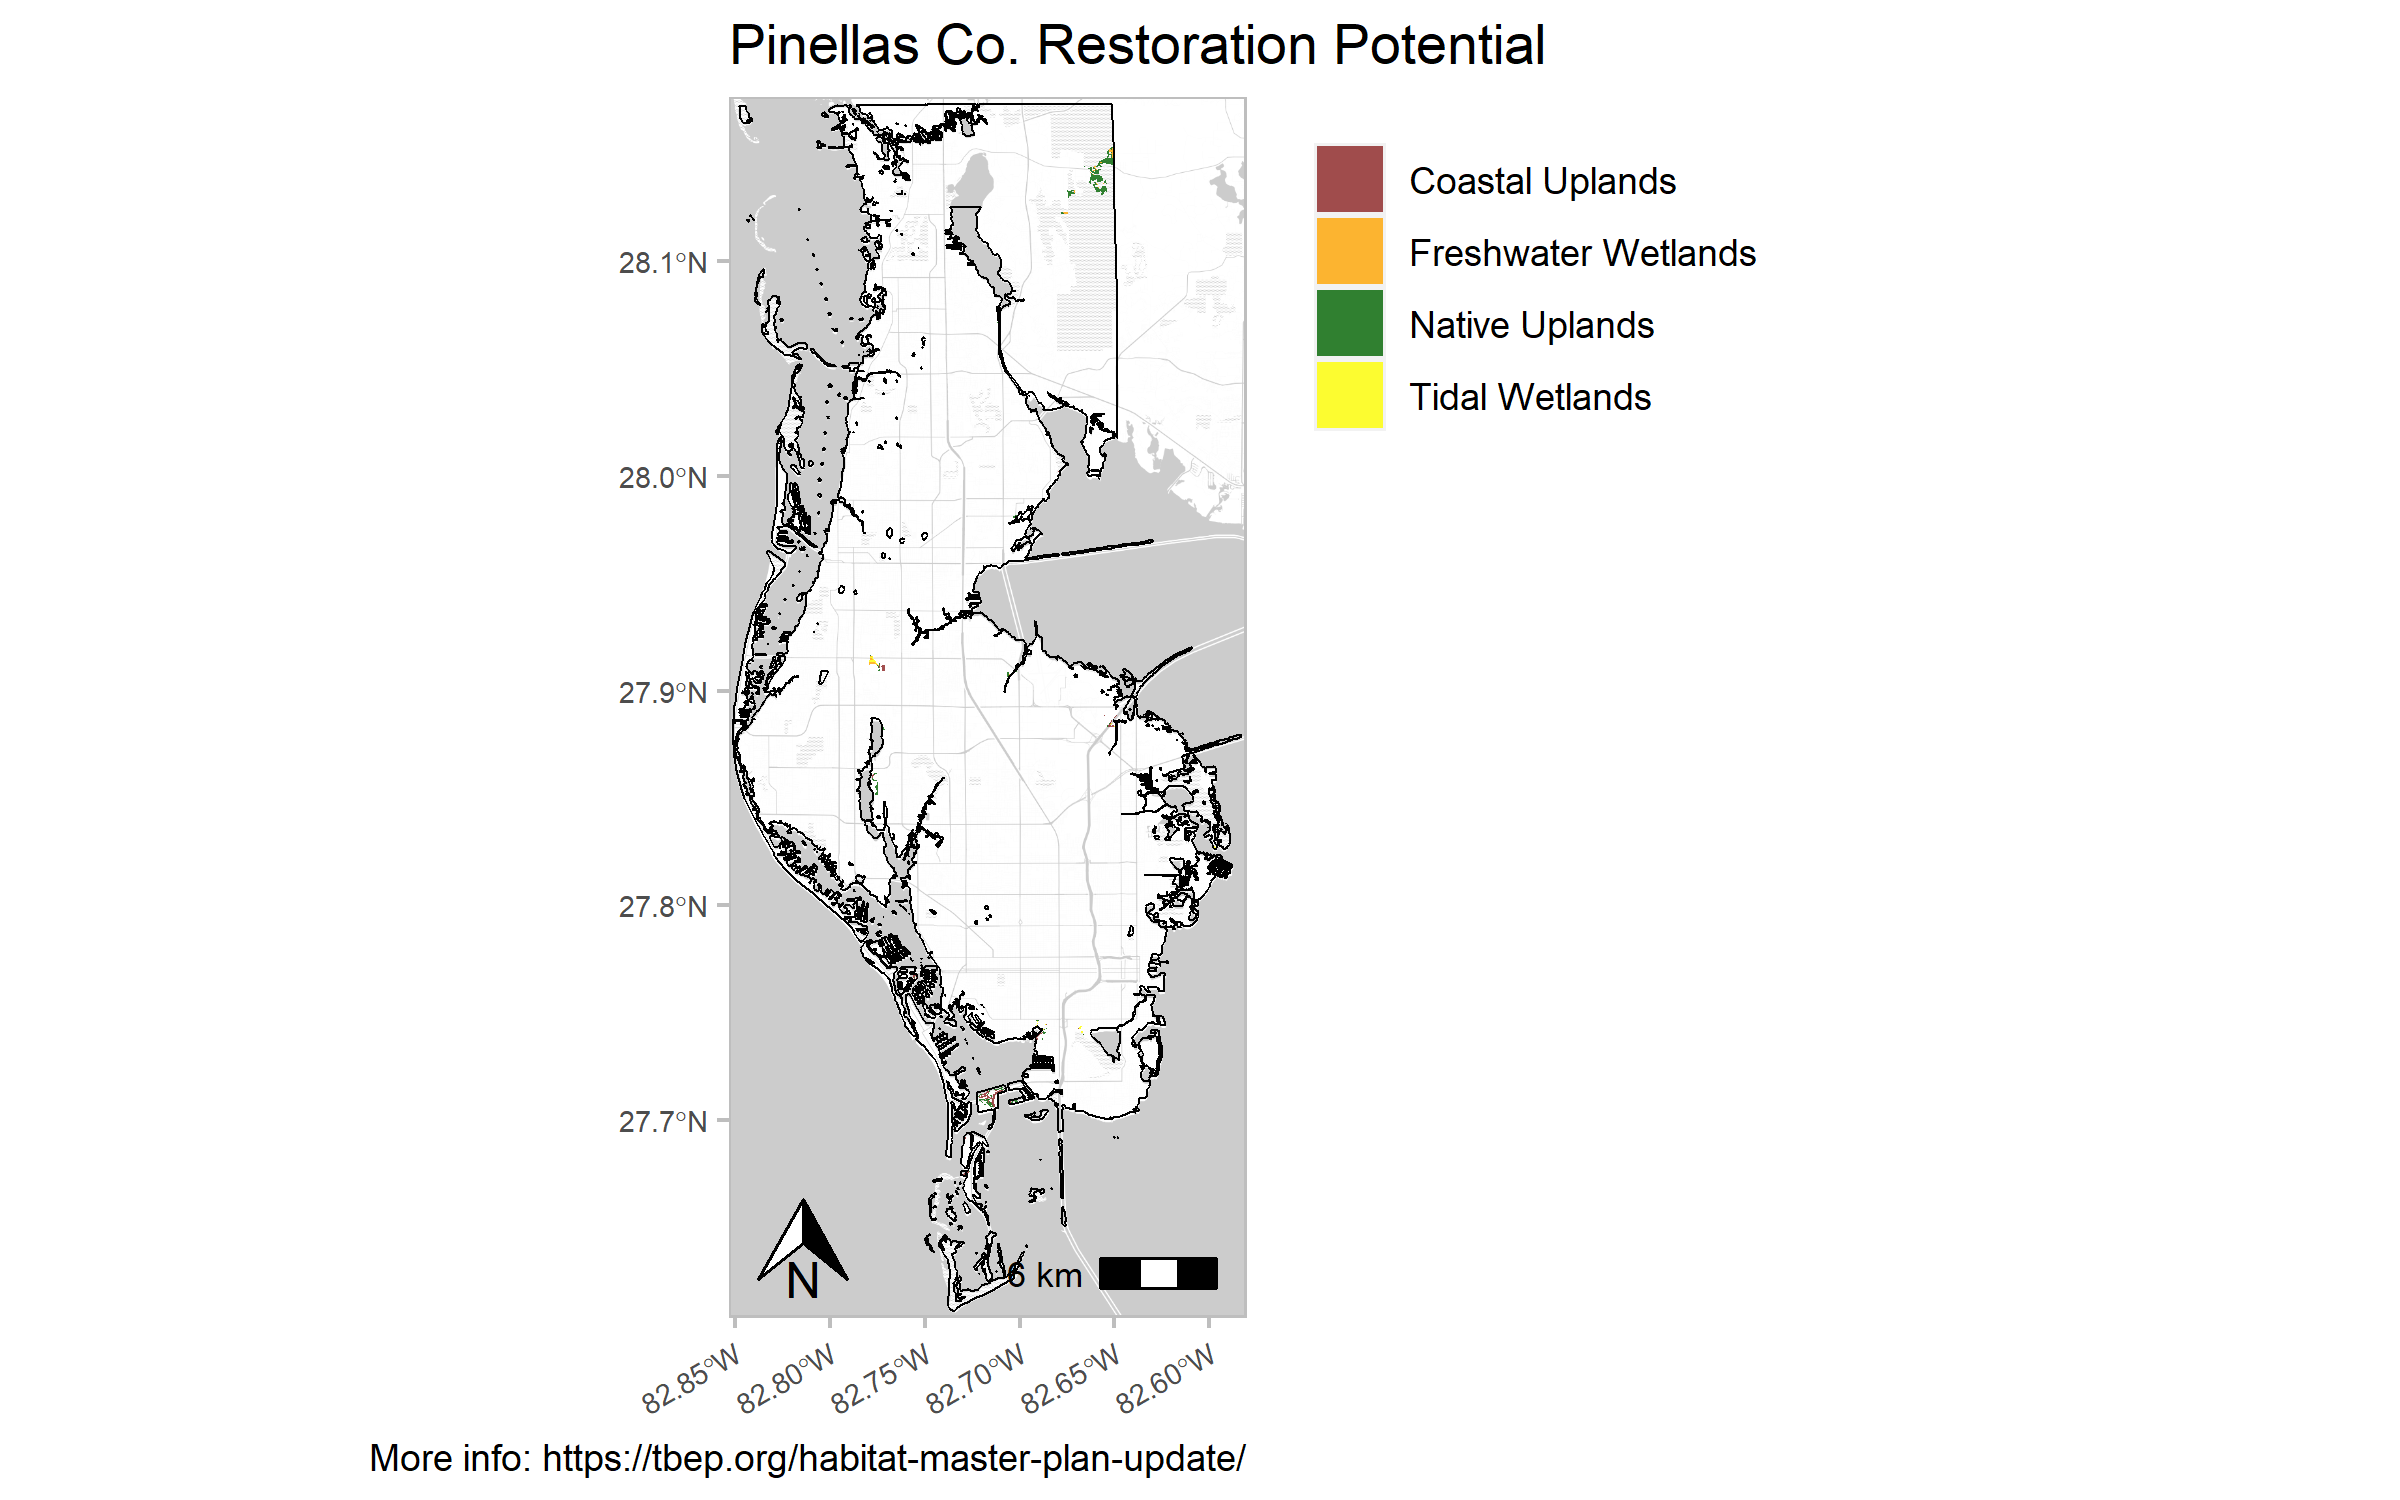 Pinellas Co. Restoration Potential
Coastal Uplands
Freshwater Wetlands
Native Uplands
Tidal Wetlands
28.1°N
28.0°N
27.9°N
27.8°N
27.7°N
N
6 km
82.85°W
82.80°W
82.75°W
82.70°W
82.65°W
82.60°W
More info: https://tbep.org/habitat-master-plan-update/